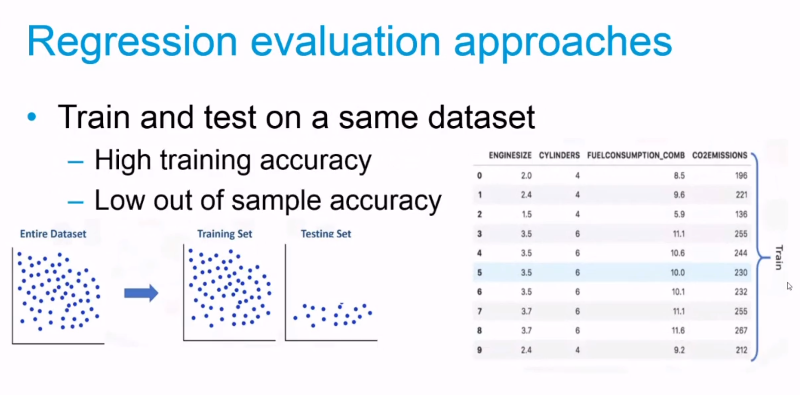 Regression evaluation approaches
• Train and test on a same dataset
– High training accuracy
– Low out of sample accuracy
Entire Dataset
Training Set
Testing Set
ENGINESIZE CYLINDERS FUELCONSUMPTION_COMB CO2EMISSIONS
0 2.0 4 8.5 196
1 2.4 4 9.6 221
2 1.5 4 5.9 136
3 3.5 6 11.1 255
4 3.5 6 10.6 244
5 3.5 6 10.0 230
6 3.5 6 10.1 232
7 3.7 6 11.1 255
8 3.7 6 11.6 267
9 2.4 4 9.2 212
Train